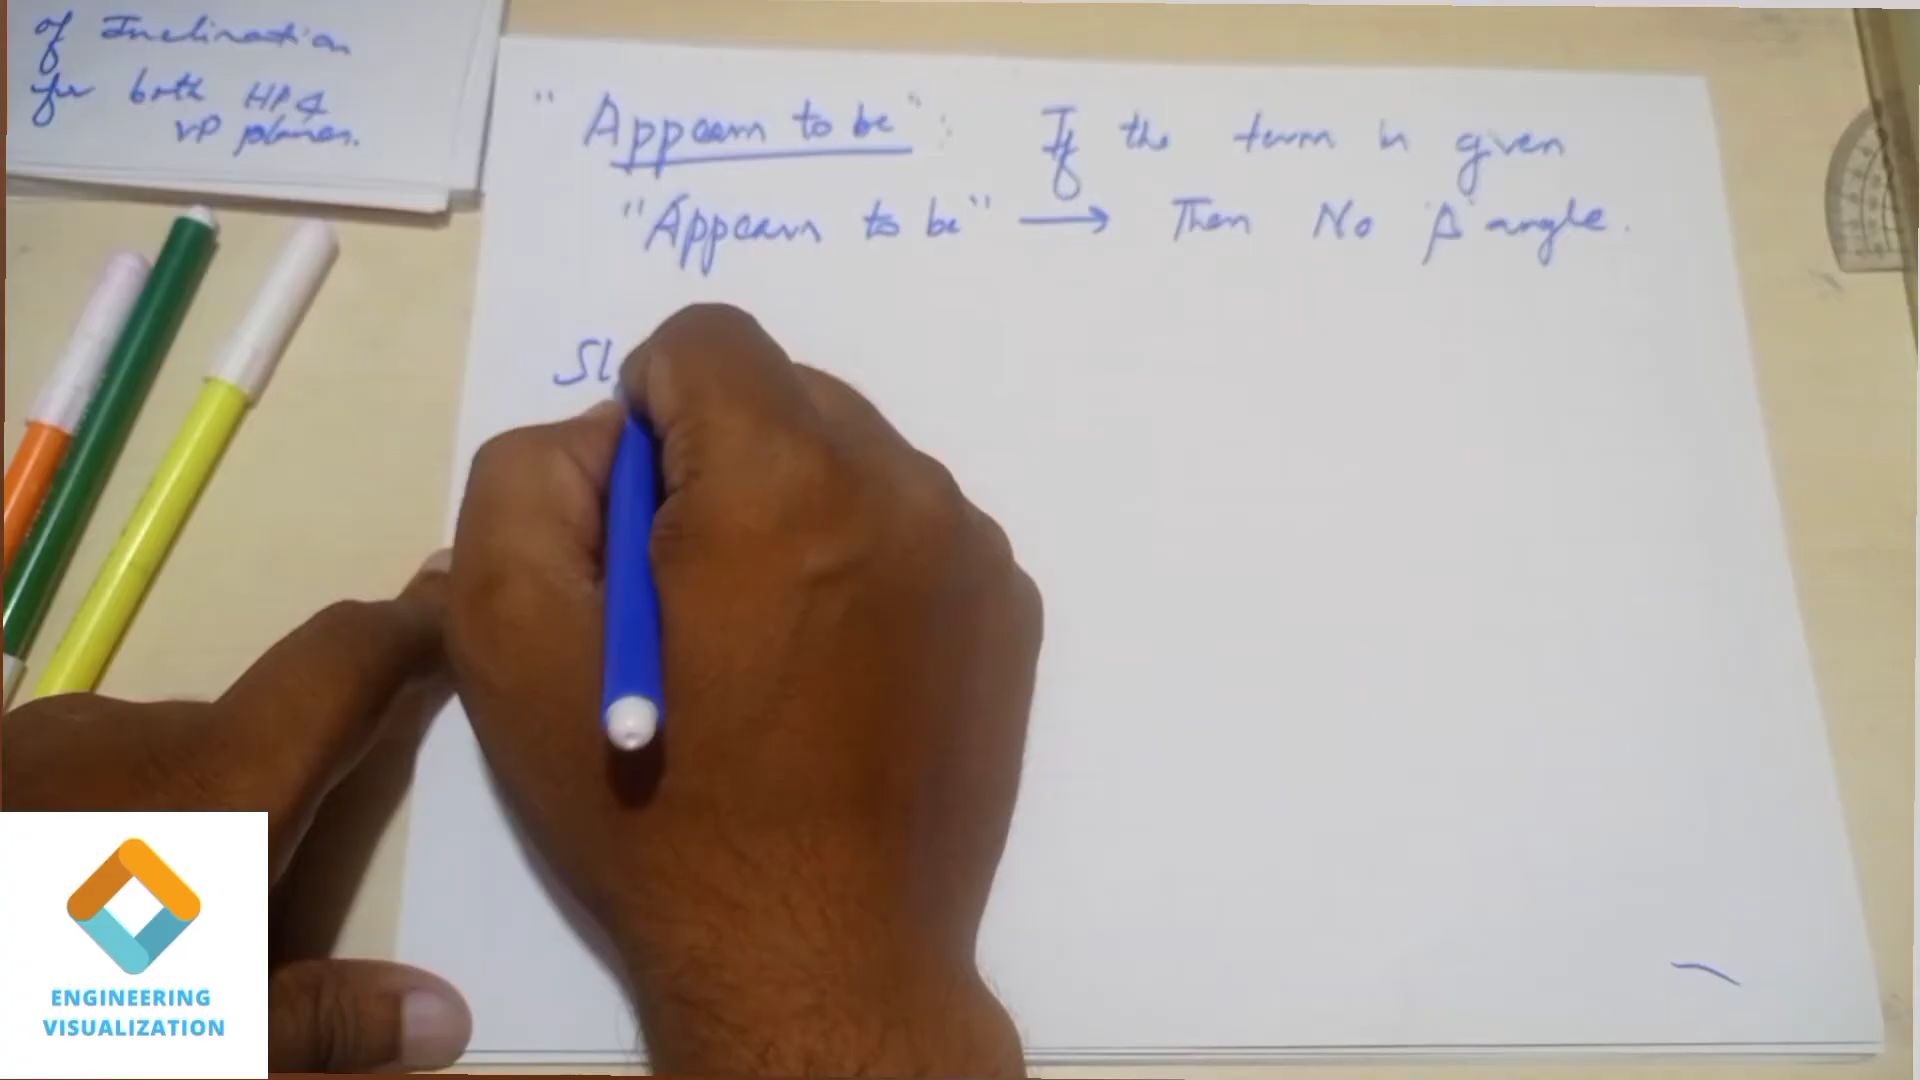 of Inclination
for both HP &
VP planes.
"Appears to be": If the term is given
"Appears to be" → Then No β angle.
Sl
ENGINEERING
VISUALIZATION